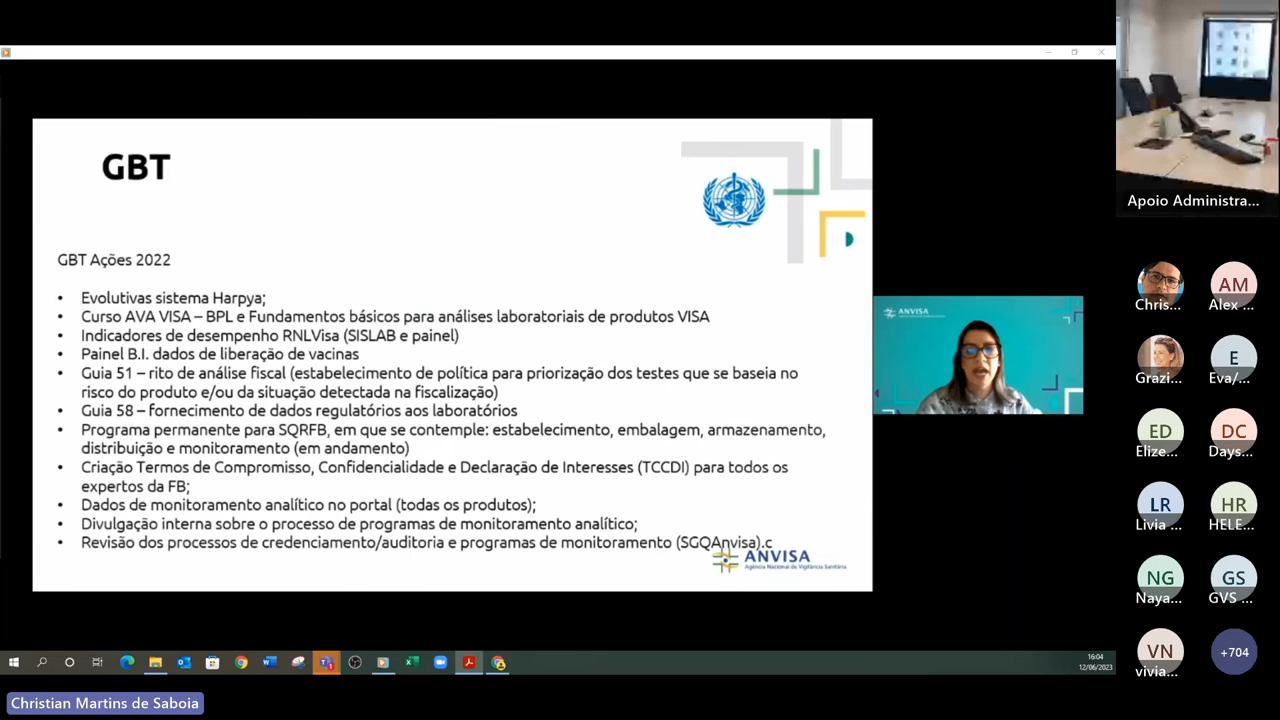 GBT
GBT Ações 2022
• Evolutivas sistema Harpya;
• Curso AVA VISA – BPL e Fundamentos básicos para análises laboratoriais de produtos VISA
• Indicadores de desempenho RNLVisa (SISLAB e painel)
• Painel B.I. dados de liberação de vacinas
• Guia 51 – rito de análise fiscal (estabelecimento de política para priorização dos testes que se baseia no
risco do produto e/ou da situação detectada na fiscalização)
• Guia 58 – fornecimento de dados regulatórios aos laboratórios
• Programa permanente para SQRFB, em que se contemple: estabelecimento, embalagem, armazenamento,
distribuição e monitoramento (em andamento)
• Criação Termos de Compromisso, Confidencialidade e Declaração de Interesses (TCCDI) para todos os
expertos da FB;
• Dados de monitoramento analítico no portal (todas os produtos);
• Divulgação interna sobre o processo de programas de monitoramento analítico;
• Revisão dos processos de credenciamento/auditoria e programas de monitoramento (SGQAnvisa).c
ANVISA
Agência Nacional de Vigilância Sanitária
ANVISA
Apoio Administra...
Chris...
AM
Alex ...
Grazi...
E
Eva/...
ED
Elize...
DC
Days...
LR
Livia ...
HR
HELE...
NG
Naya...
GS
GVS ...
VN
vivia...
+704
16:04
12/06/2023
Christian Martins de Saboia